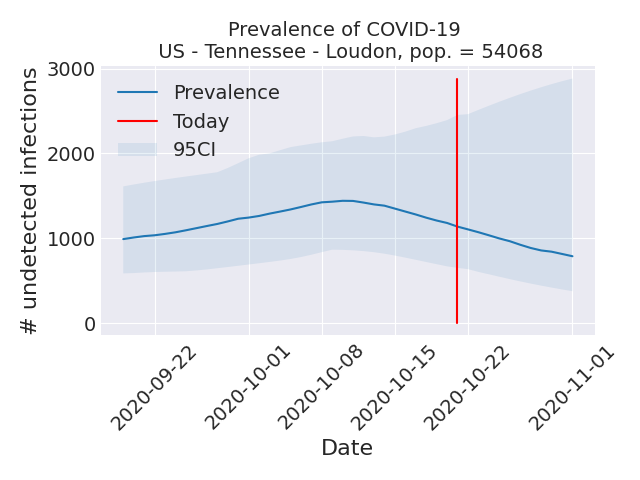 Prevalence of COVID-19
US - Tennessee - Loudon, pop. = 54068
# undetected infections
3000
2000
1000
0
Prevalence
Today
95CI
2020-09-22
2020-10-01
2020-10-08
2020-10-15
2020-10-22
2020-11-01
Date